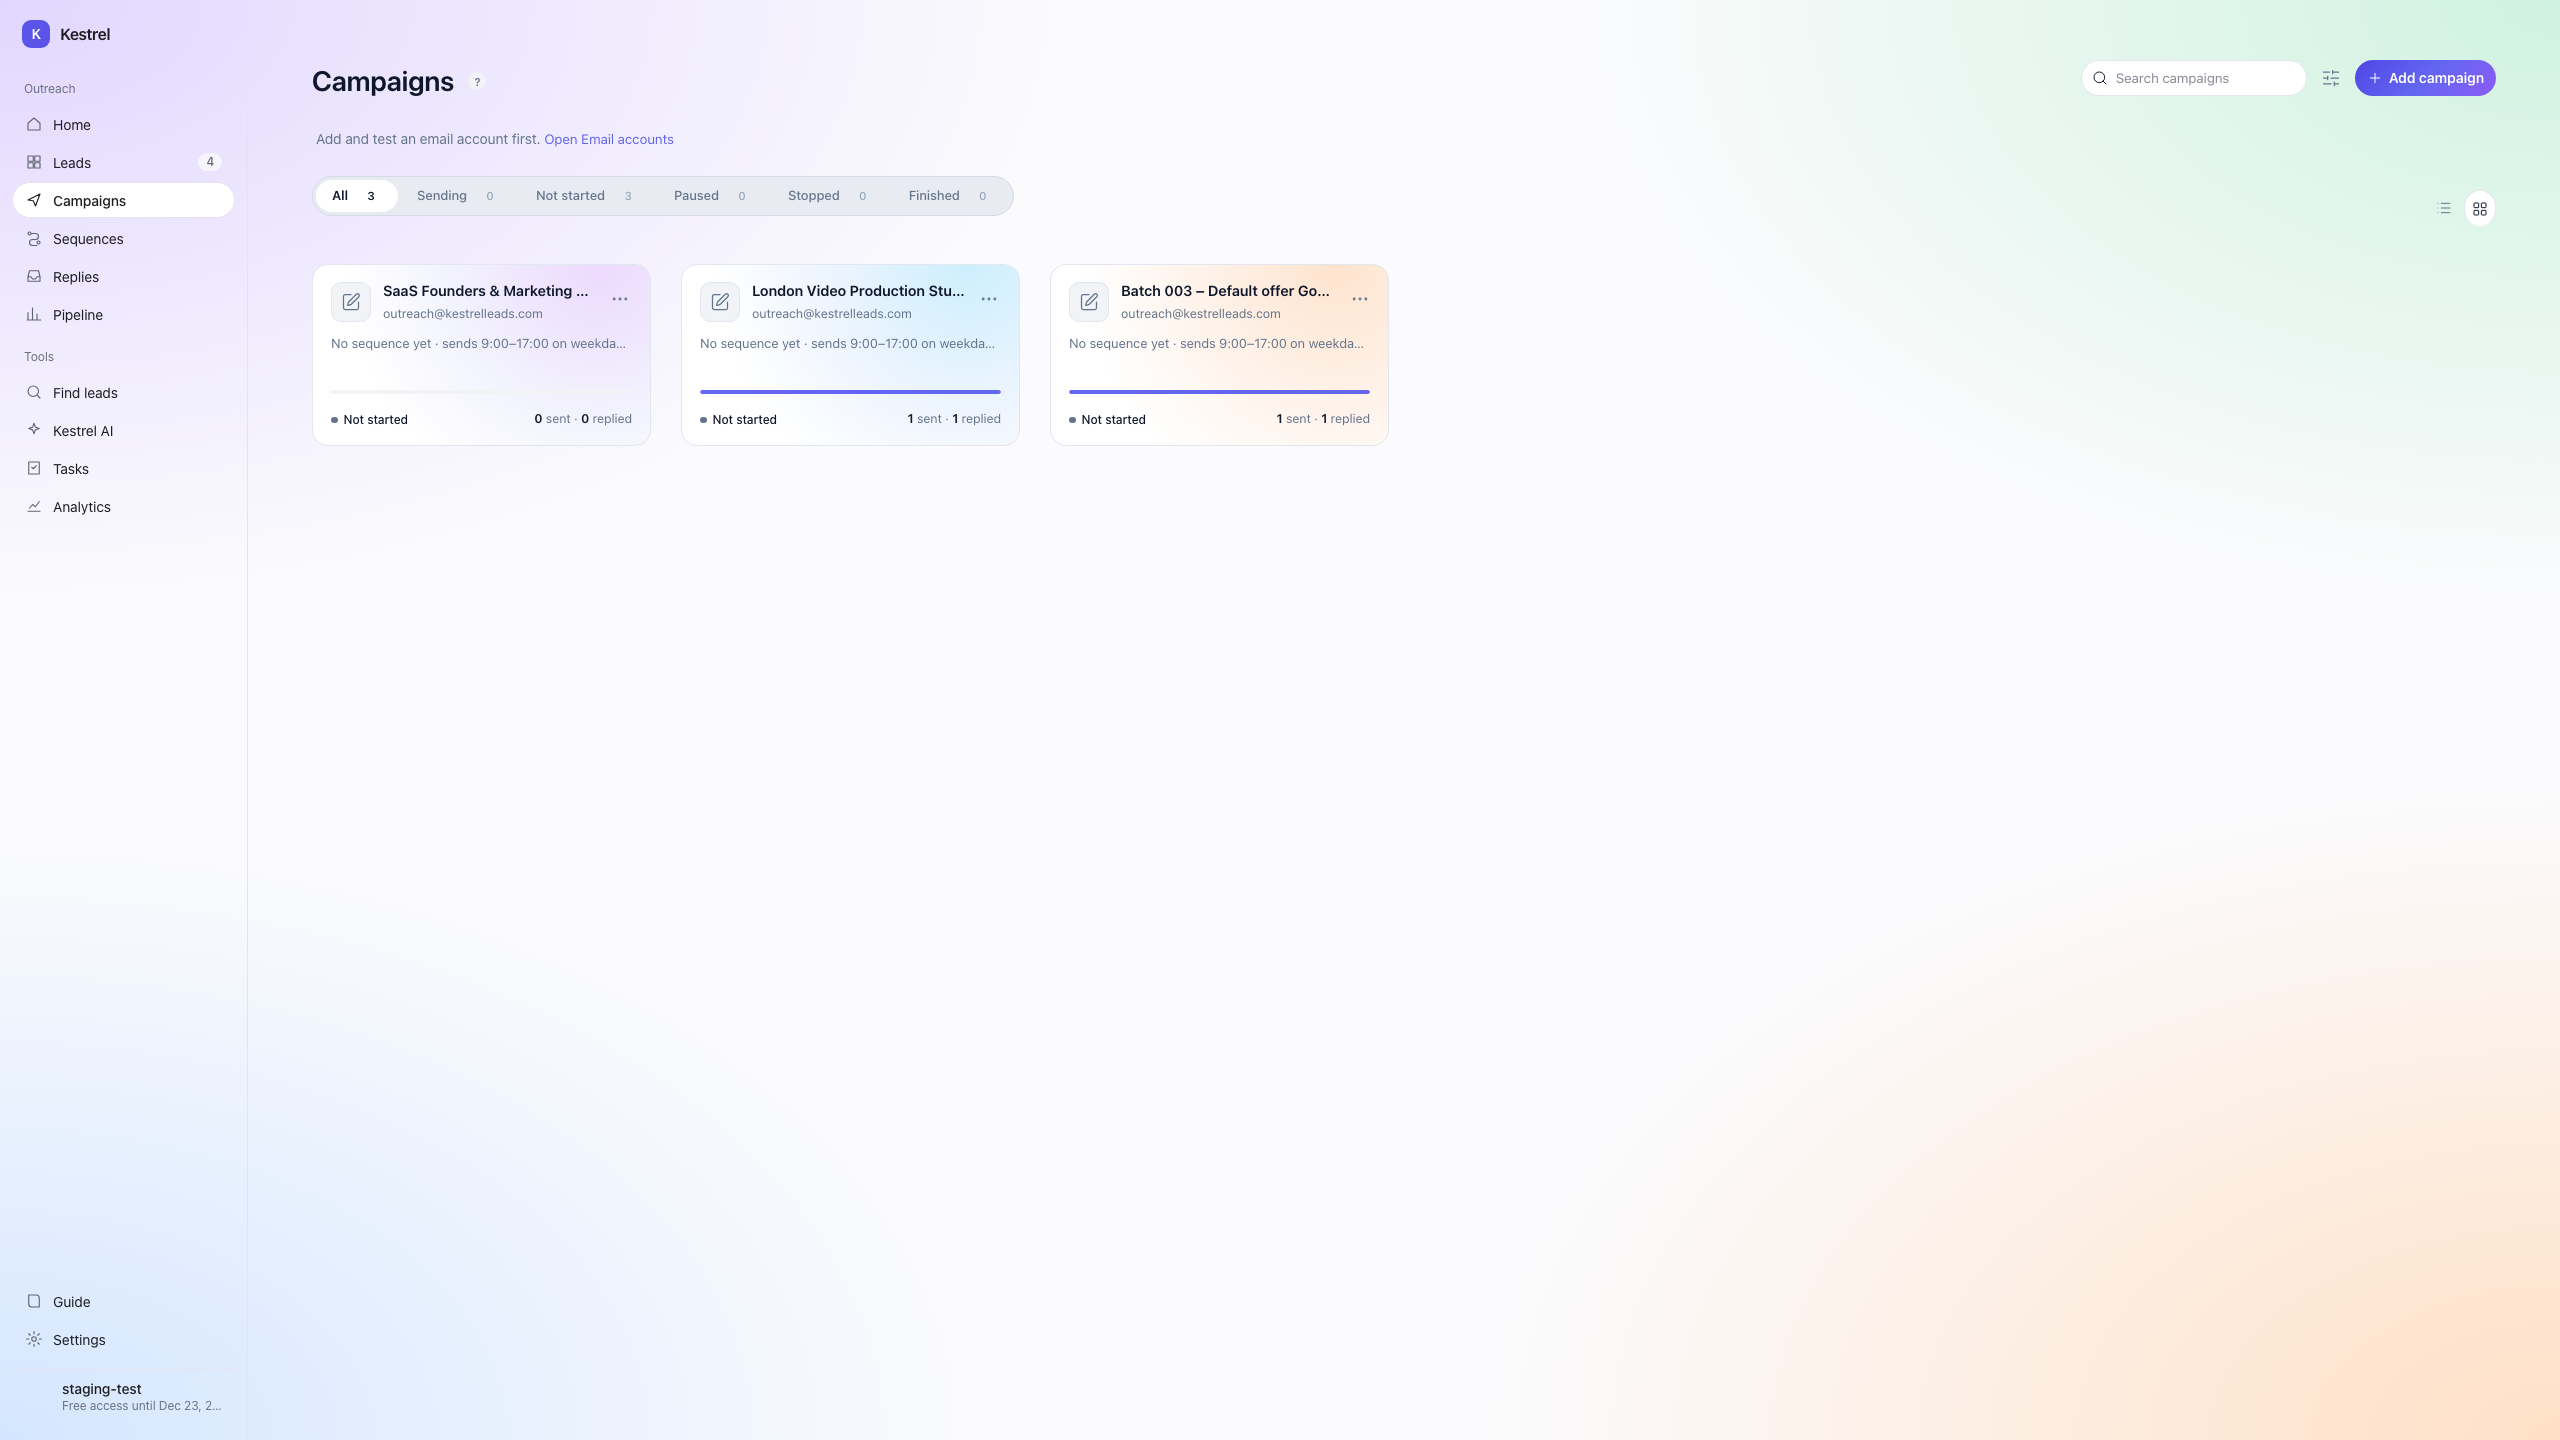 K Kestrel
Outreach
Home
Leads 4
Campaigns
Sequences
Replies
Pipeline
Tools
Find leads
Kestrel AI
Tasks
Analytics
Guide
Settings
staging-test
Free access until Dec 23, 2...
Campaigns ?
Search campaigns
Add campaign
Add and test an email account first. Open Email accounts
All 3 Sending 0 Not started 3 Paused 0 Stopped 0 Finished 0
SaaS Founders & Marketing ...
outreach@kestrelleads.com
No sequence yet · sends 9:00–17:00 on weekda...
Not started 0 sent · 0 replied
London Video Production Stu...
outreach@kestrelleads.com
No sequence yet · sends 9:00–17:00 on weekda...
Not started 1 sent · 1 replied
Batch 003 – Default offer Go...
outreach@kestrelleads.com
No sequence yet · sends 9:00–17:00 on weekda...
Not started 1 sent · 1 replied